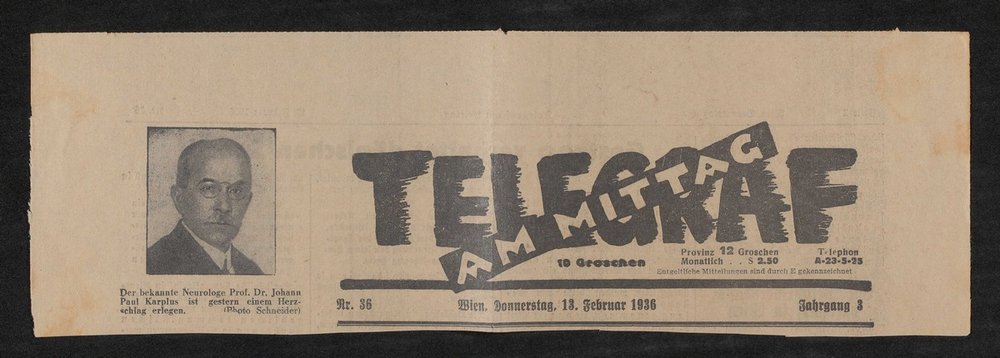 Der bekannte Neurologe Prof. Dr. Johann
Paul Karplus ist gestern einem Herz-
schlag erlegen. (Photo Schneider)
TELEGRAF
AM MITTAG
10 Groschen
Provinz 12 Groschen
Monatlich . . S 2.50
Telephon
A-23-5-25
Entgeltliche Mitteilungen sind durch E gekennzeichnet
Nr. 36 Wien, Donnerstag, 13. Februar 1936 Jahrgang 3